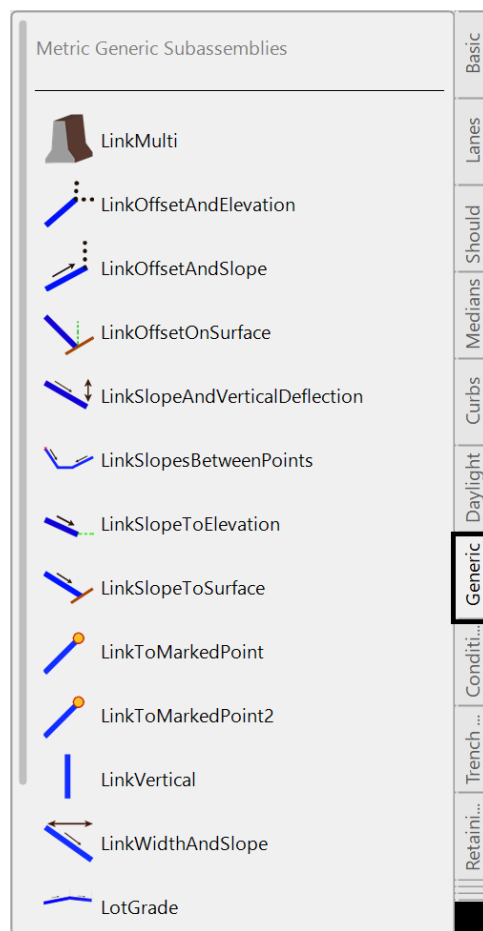 Metric Generic Subassemblies
LinkMulti
LinkOffsetAndElevation
LinkOffsetAndSlope
LinkOffsetOnSurface
LinkSlopeAndVerticalDeflection
LinkSlopesBetweenPoints
LinkSlopeToElevation
LinkSlopeToSurface
LinkToMarkedPoint
LinkToMarkedPoint2
LinkVertical
LinkWidthAndSlope
LotGrade
Basic
Lanes
Should
Medians
Curbs
Daylight
Generic
Conditi...
Trench ...
Retaini...